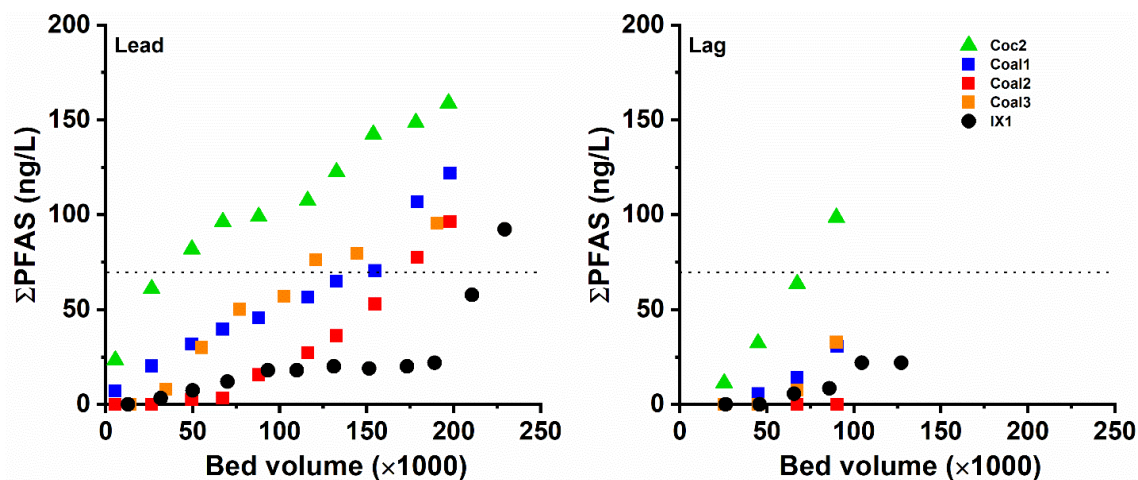 Lead
ΣPFAS (ng/L)
200
150
100
50
0
0 50 100 150 200 250
Bed volume (×1000)
Lag
Coc2
Coal1
Coal2
Coal3
IX1
ΣPFAS (ng/L)
200
150
100
50
0
0 50 100 150 200 250
Bed volume (×1000)